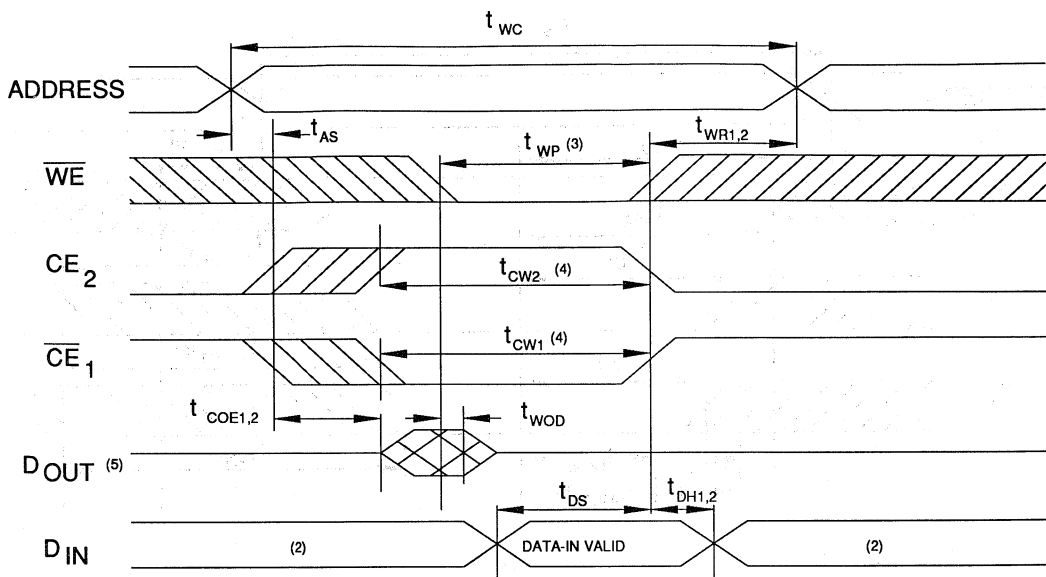 t WC
ADDRESS
t AS
t WP (3)
t WR1,2
WE
CE 2
t CW2 (4)
CE 1
t CW1 (4)
t COE1,2
t WOD
D OUT (5)
t DS
t DH1,2
D IN
(2)
DATA-IN VALID
(2)